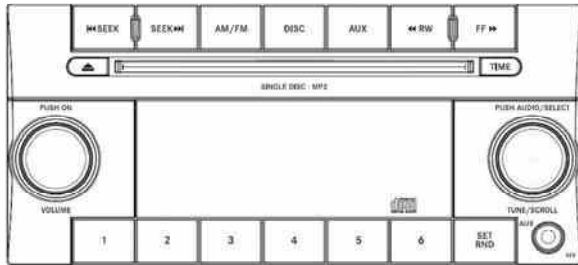 ⏮ SEEK SEEK ⏭ AM/FM DISC AUX ◀◀ RW FF ▶▶
TIME
SINGLE DISC · MP3
PUSH ON
PUSH AUDIO/SELECT
VOLUME
TUNE/SCROLL
AUX
1 2 3 4 5 6 SET
RND